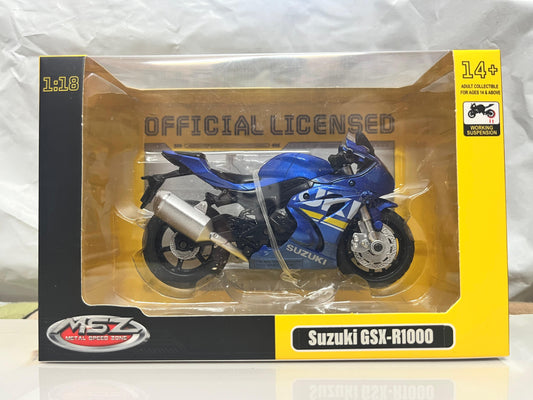 1:18
14+
ADULT COLLECTIBLE
FOR AGES 14 & ABOVE
WORKING
SUSPENSION
OFFICIAL LICENSED
SUZUKI
MSZ
METAL SPEED ZONE
Suzuki GSX-R1000